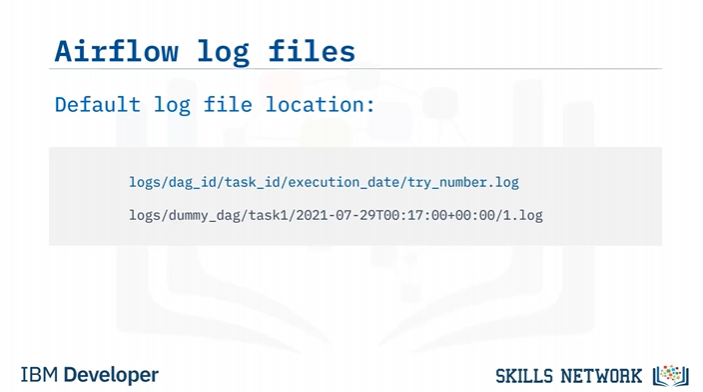 Airflow log files
Default log file location:
logs/dag_id/task_id/execution_date/try_number.log
logs/dummy_dag/task1/2021-07-29T00:17:00+00:00/1.log
IBM Developer
SKILLS NETWORK